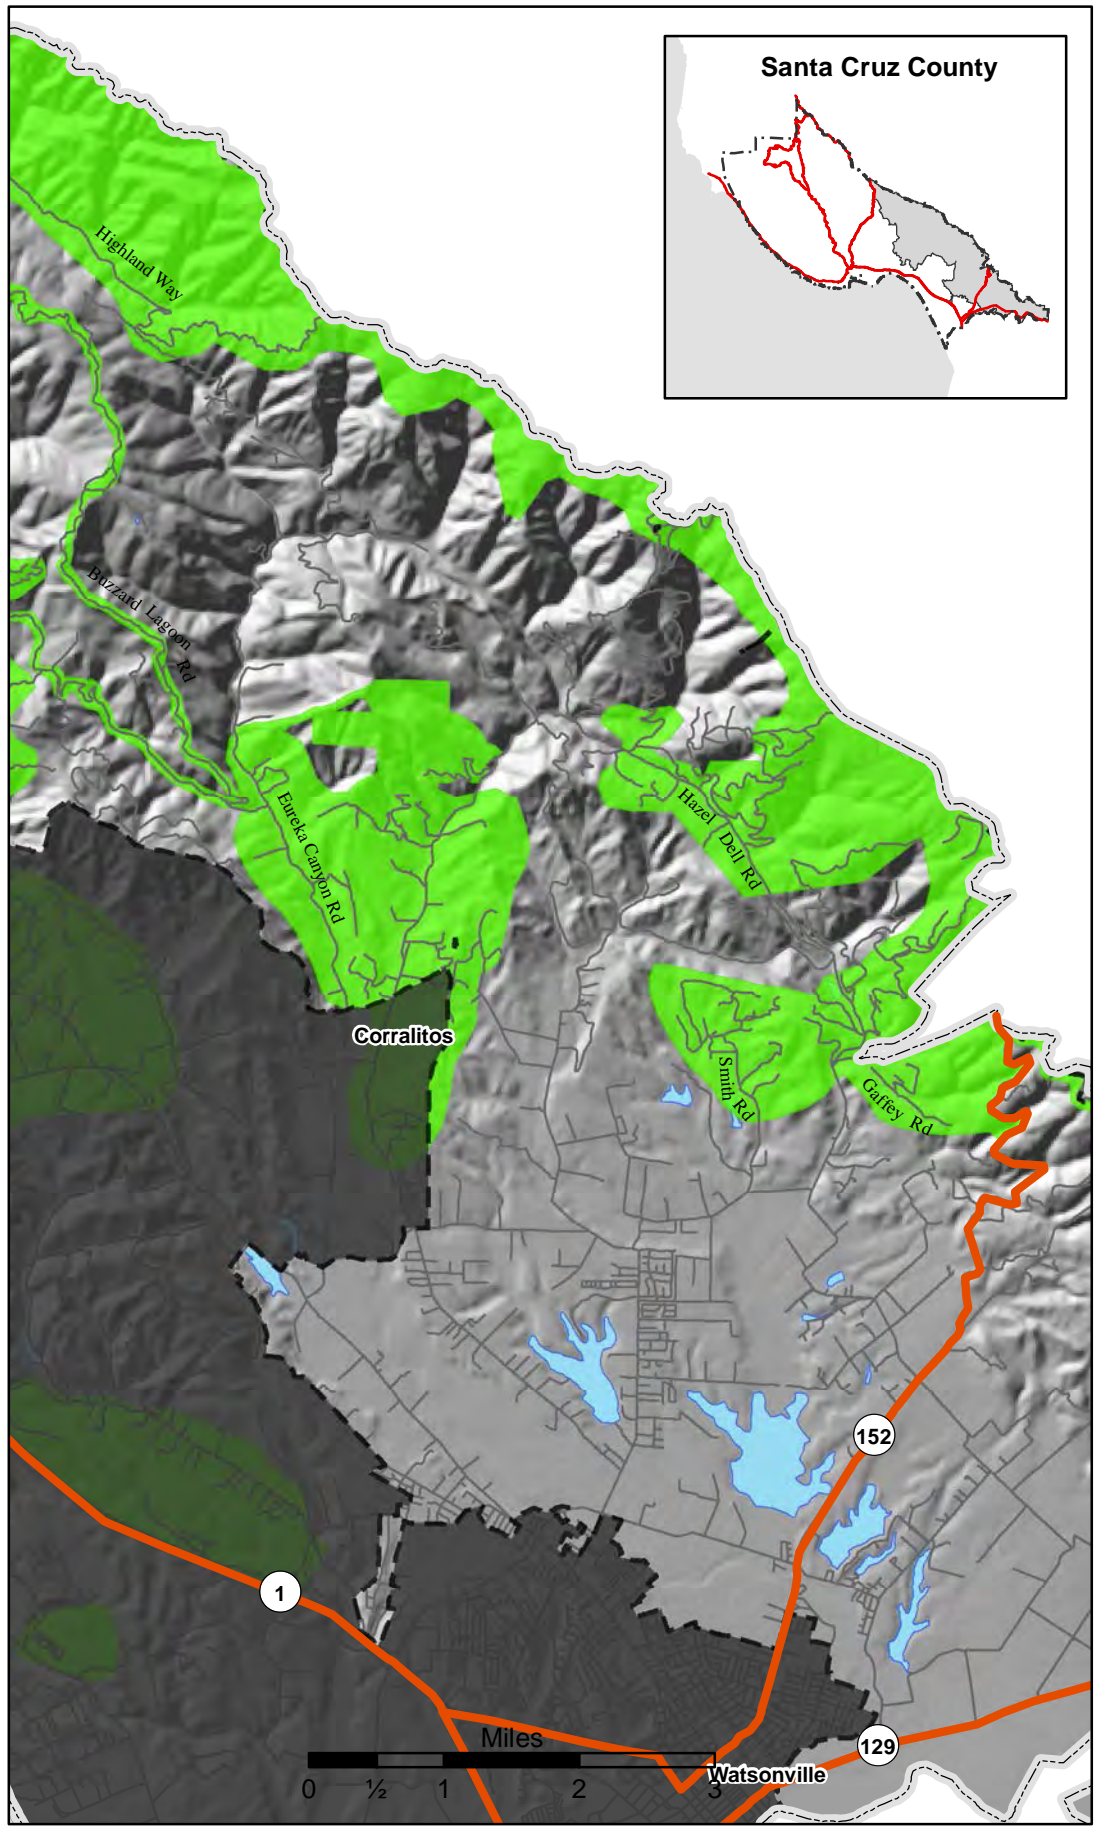 Santa Cruz County
Highland Way
Buzzard Lagoon Rd
Eureka Canyon Rd
Hazel Dell Rd
Corralitos
Smith Rd
Gaffey Rd
152
1
Miles
129
Watsonville
0 ½ 1 2 3